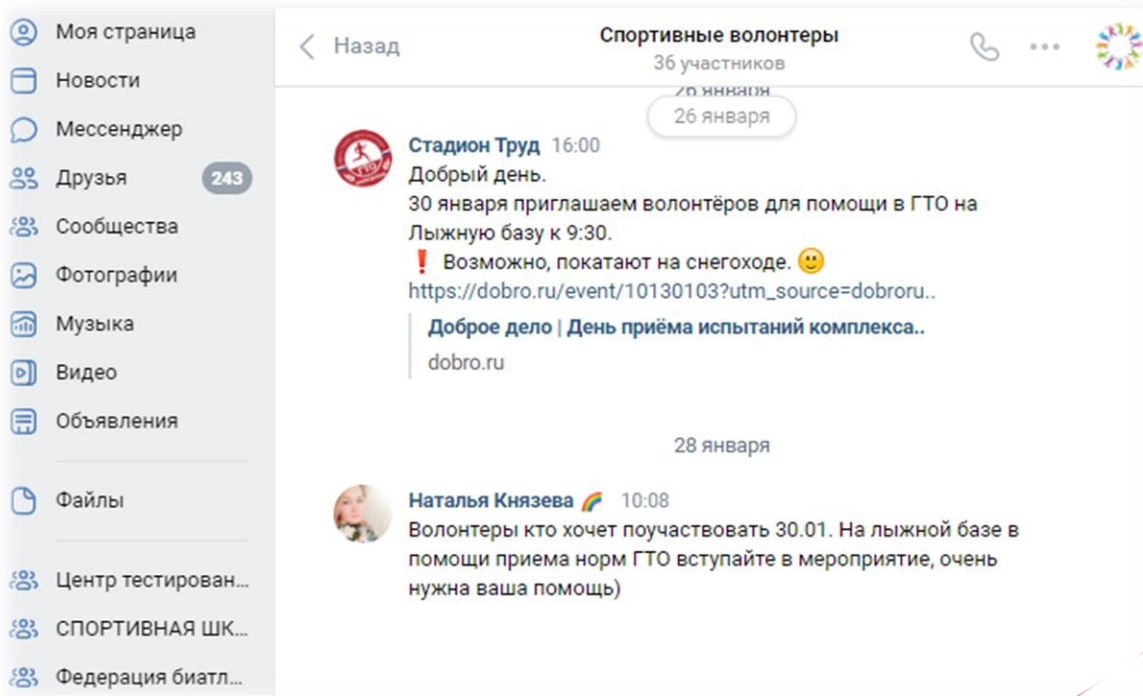 Моя страница
Новости
Мессенджер
Друзья 243
Сообщества
Фотографии
Музыка
Видео
Объявления
Файлы
Центр тестирован...
СПОРТИВНАЯ ШК...
Федерация биатл...
Назад
Спортивные волонтеры
36 участников
26 января
26 января
Стадион Труд 16:00
Добрый день.
30 января приглашаем волонтёров для помощи в ГТО на
Лыжную базу к 9:30.
❗ Возможно, покатают на снегоходе. 🙂
https://dobro.ru/event/10130103?utm_source=dobroru..
Доброе дело | День приёма испытаний комплекса..
dobro.ru
28 января
Наталья Князева 🌈 10:08
Волонтеры кто хочет поучаствовать 30.01. На лыжной базе в
помощи приема норм ГТО вступайте в мероприятие, очень
нужна ваша помощь)
ГТО